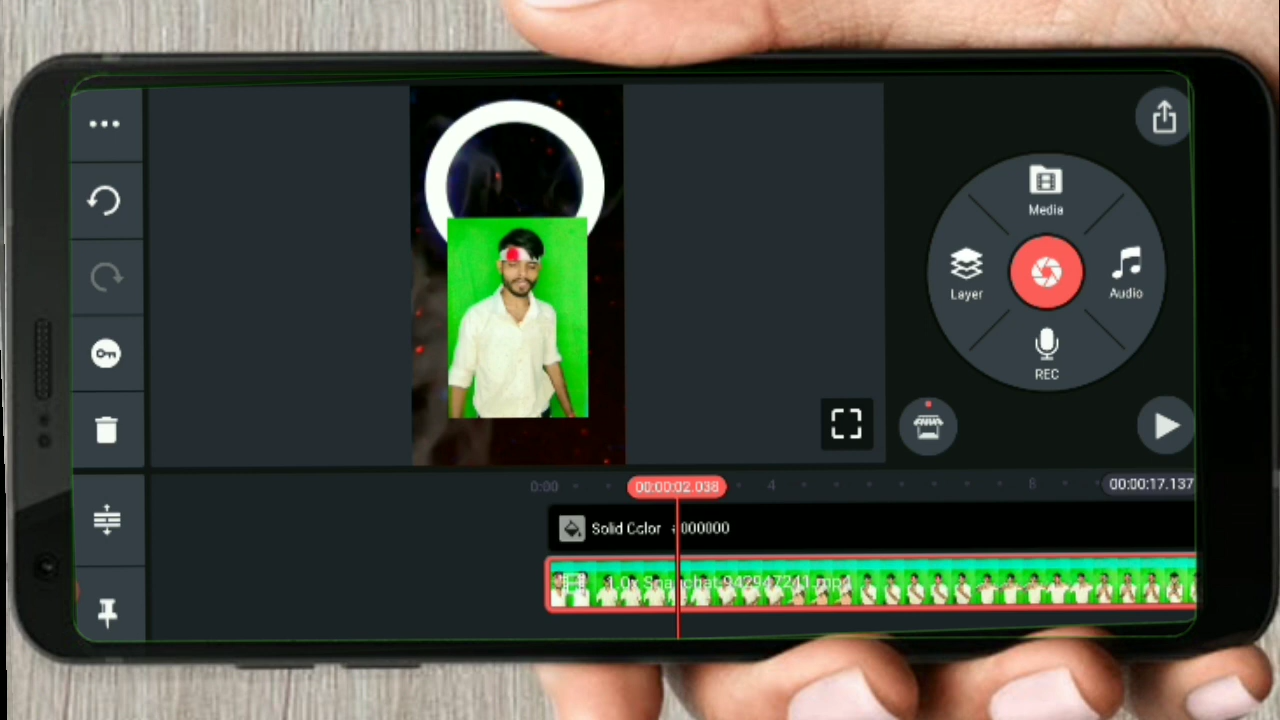 Media
Layer
Audio
REC
0:00
00:00:02.038
4
8
00:00:17.137
Solid Color #000000
1.0x Snapchat-942947241.mp4